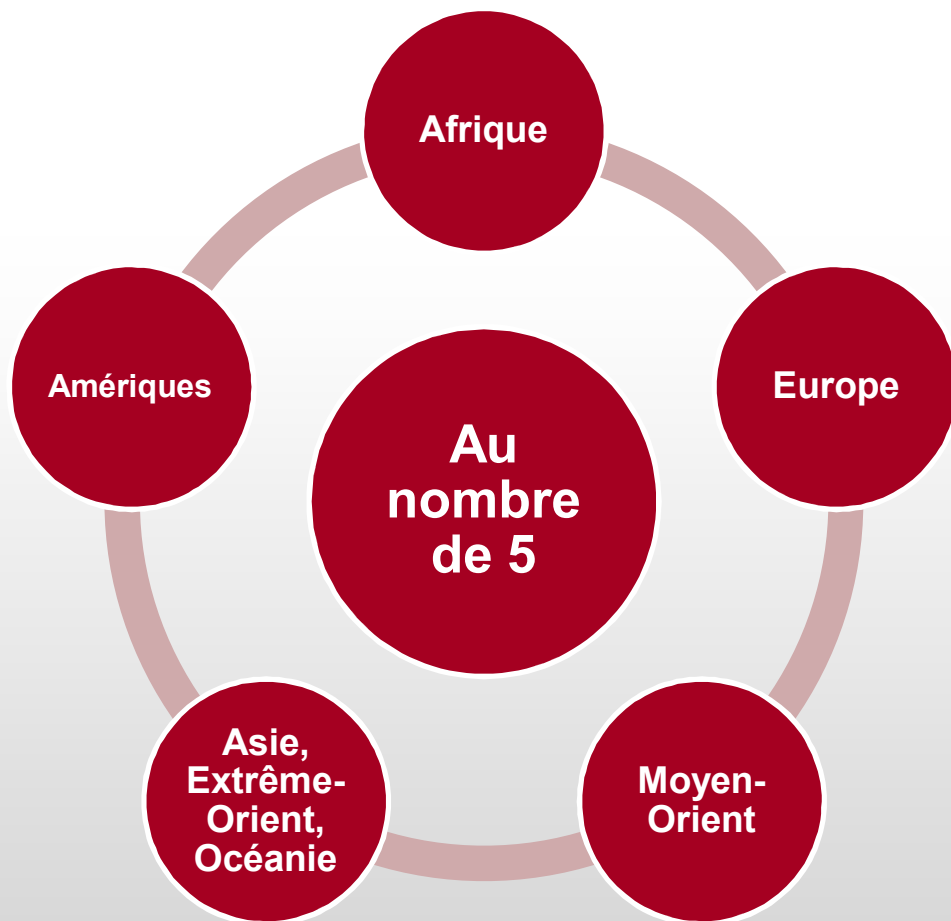 Afrique
Europe
Moyen-
Orient
Asie,
Extrême-
Orient,
Océanie
Amériques
Au
nombre
de 5